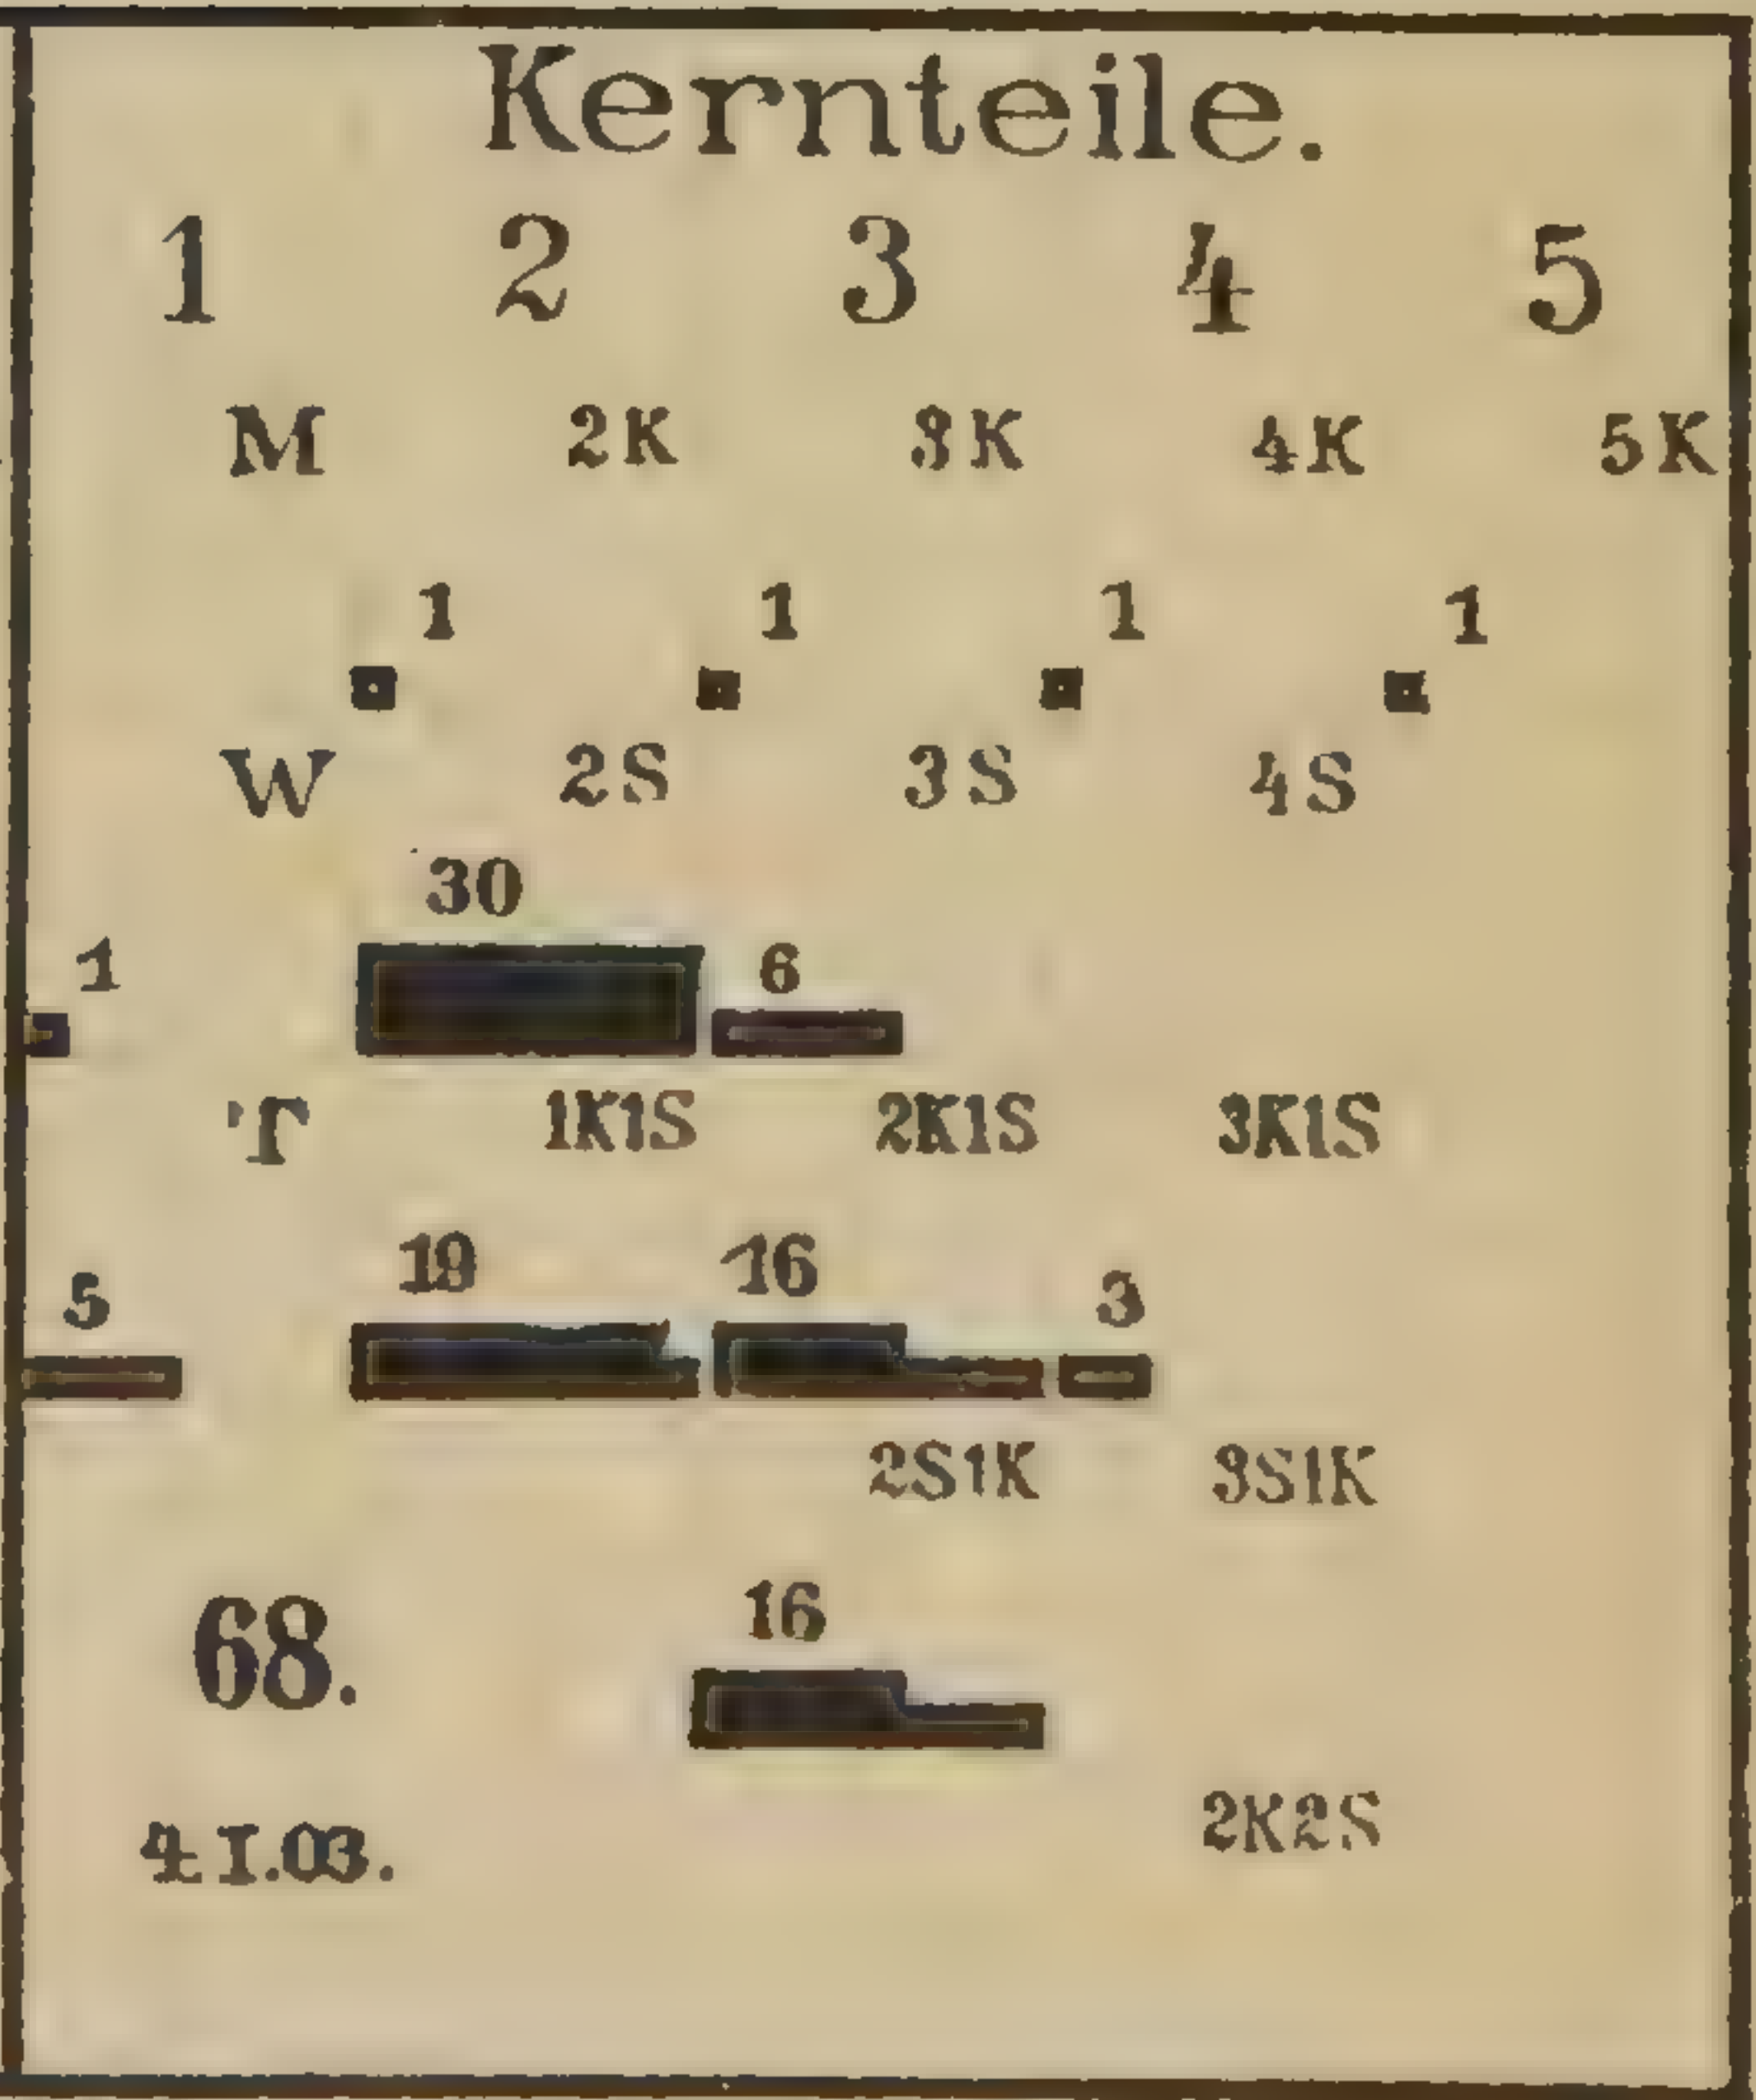 Kernteile.
1 2 3 4 5
M 2K 3K 4K 5K
1 1 1 1
W 2S 3S 4S
30
1 6
T 1K1S 2K1S 3K1S
19 16
5 3
2S1K 3S1K
16
68.
2K2S
4 I.03.